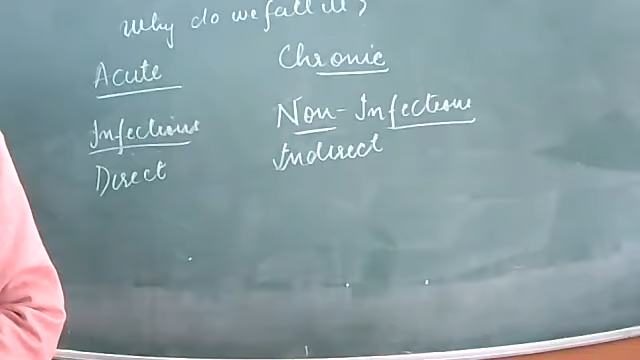 Why do we fall ill?
Acute Chronic
Infectious Non-Infectious
Direct Indirect